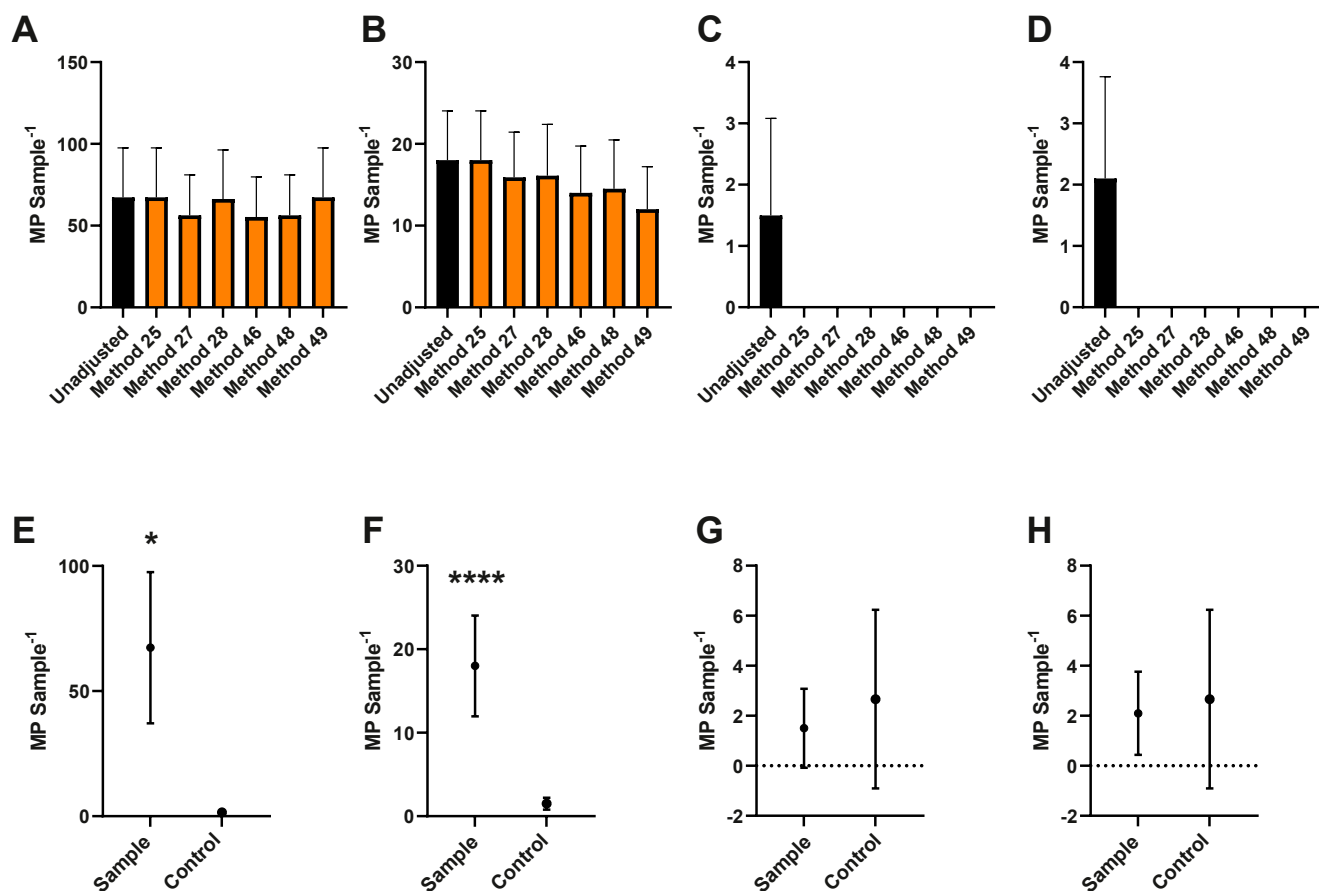 A
B
C
D
150
100
50
0
MP Sample⁻¹
Unadjusted
Method 25
Method 27
Method 28
Method 46
Method 48
Method 49
30
20
10
0
MP Sample⁻¹
Unadjusted
Method 25
Method 27
Method 28
Method 46
Method 48
Method 49
4
3
2
1
0
MP Sample⁻¹
Unadjusted
Method 25
Method 27
Method 28
Method 46
Method 48
Method 49
4
3
2
1
0
MP Sample⁻¹
Unadjusted
Method 25
Method 27
Method 28
Method 46
Method 48
Method 49
E
F
G
H
*
100
50
0
MP Sample⁻¹
Sample
Control
****
30
20
10
0
MP Sample⁻¹
Sample
Control
8
6
4
2
0
-2
MP Sample⁻¹
Sample
Control
8
6
4
2
0
-2
MP Sample⁻¹
Sample
Control